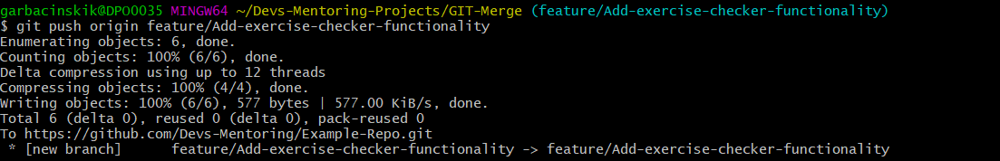 garbacinskik@DPO0035 MINGW64 ~/Devs-Mentoring-Projects/GIT-Merge (feature/Add-exercise-checker-functionality)
$ git push origin feature/Add-exercise-checker-functionality
Enumerating objects: 6, done.
Counting objects: 100% (6/6), done.
Delta compression using up to 12 threads
Compressing objects: 100% (4/4), done.
Writing objects: 100% (6/6), 577 bytes | 577.00 KiB/s, done.
Total 6 (delta 0), reused 0 (delta 0), pack-reused 0
To https://github.com/Devs-Mentoring/Example-Repo.git
 * [new branch]      feature/Add-exercise-checker-functionality -> feature/Add-exercise-checker-functionality